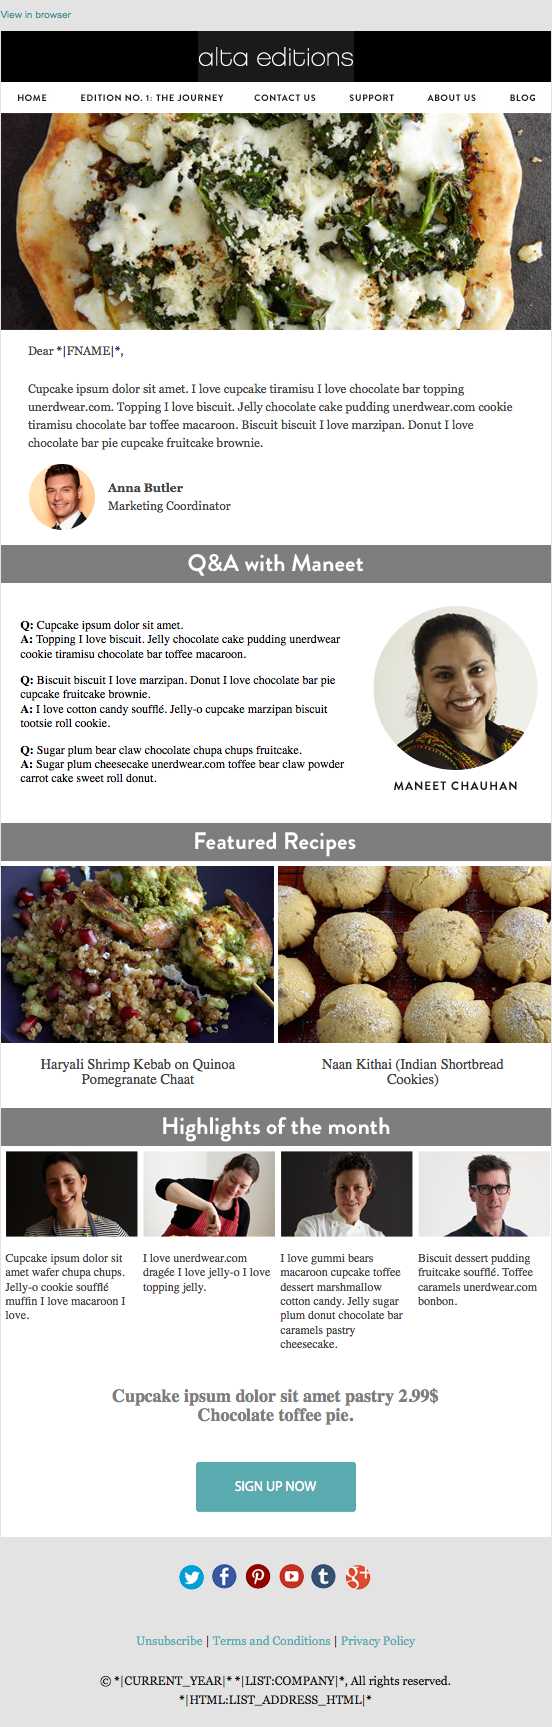 View in browser
alta editions
HOME EDITION NO. 1: THE JOURNEY CONTACT US SUPPORT ABOUT US BLOG
Dear *|FNAME|*,
Cupcake ipsum dolor sit amet. I love cupcake tiramisu I love chocolate bar topping
unerdwear.com. Topping I love biscuit. Jelly chocolate cake pudding unerdwear.com cookie
tiramisu chocolate bar toffee macaroon. Biscuit biscuit I love marzipan. Donut I love
chocolate bar pie cupcake fruitcake brownie.
Anna Butler
Marketing Coordinator
Q&A with Maneet
Q: Cupcake ipsum dolor sit amet.
A: Topping I love biscuit. Jelly chocolate cake pudding unerdwear
cookie tiramisu chocolate bar toffee macaroon.
Q: Biscuit biscuit I love marzipan. Donut I love chocolate bar pie
cupcake fruitcake brownie.
A: I love cotton candy soufflé. Jelly-o cupcake marzipan biscuit
tootsie roll cookie.
Q: Sugar plum bear claw chocolate chupa chups fruitcake.
A: Sugar plum cheesecake unerdwear.com toffee bear claw powder
carrot cake sweet roll donut.
MANEET CHAUHAN
Featured Recipes
Haryali Shrimp Kebab on Quinoa
Pomegranate Chaat
Naan Kithai (Indian Shortbread
Cookies)
Highlights of the month
Cupcake ipsum dolor sit
amet wafer chupa chups.
Jelly-o cookie soufflé
muffin I love macaroon I
love.
I love unerdwear.com
dragée I love jelly-o I love
topping jelly.
I love gummi bears
macaroon cupcake toffee
dessert marshmallow
cotton candy. Jelly sugar
plum donut chocolate bar
caramels pastry
cheesecake.
Biscuit dessert pudding
fruitcake soufflé. Toffee
caramels unerdwear.com
bonbon.
Cupcake ipsum dolor sit amet pastry 2.99$
Chocolate toffee pie.
SIGN UP NOW
Unsubscribe | Terms and Conditions | Privacy Policy
© *|CURRENT_YEAR|* *|LIST:COMPANY|*, All rights reserved.
*|HTML:LIST_ADDRESS_HTML|*